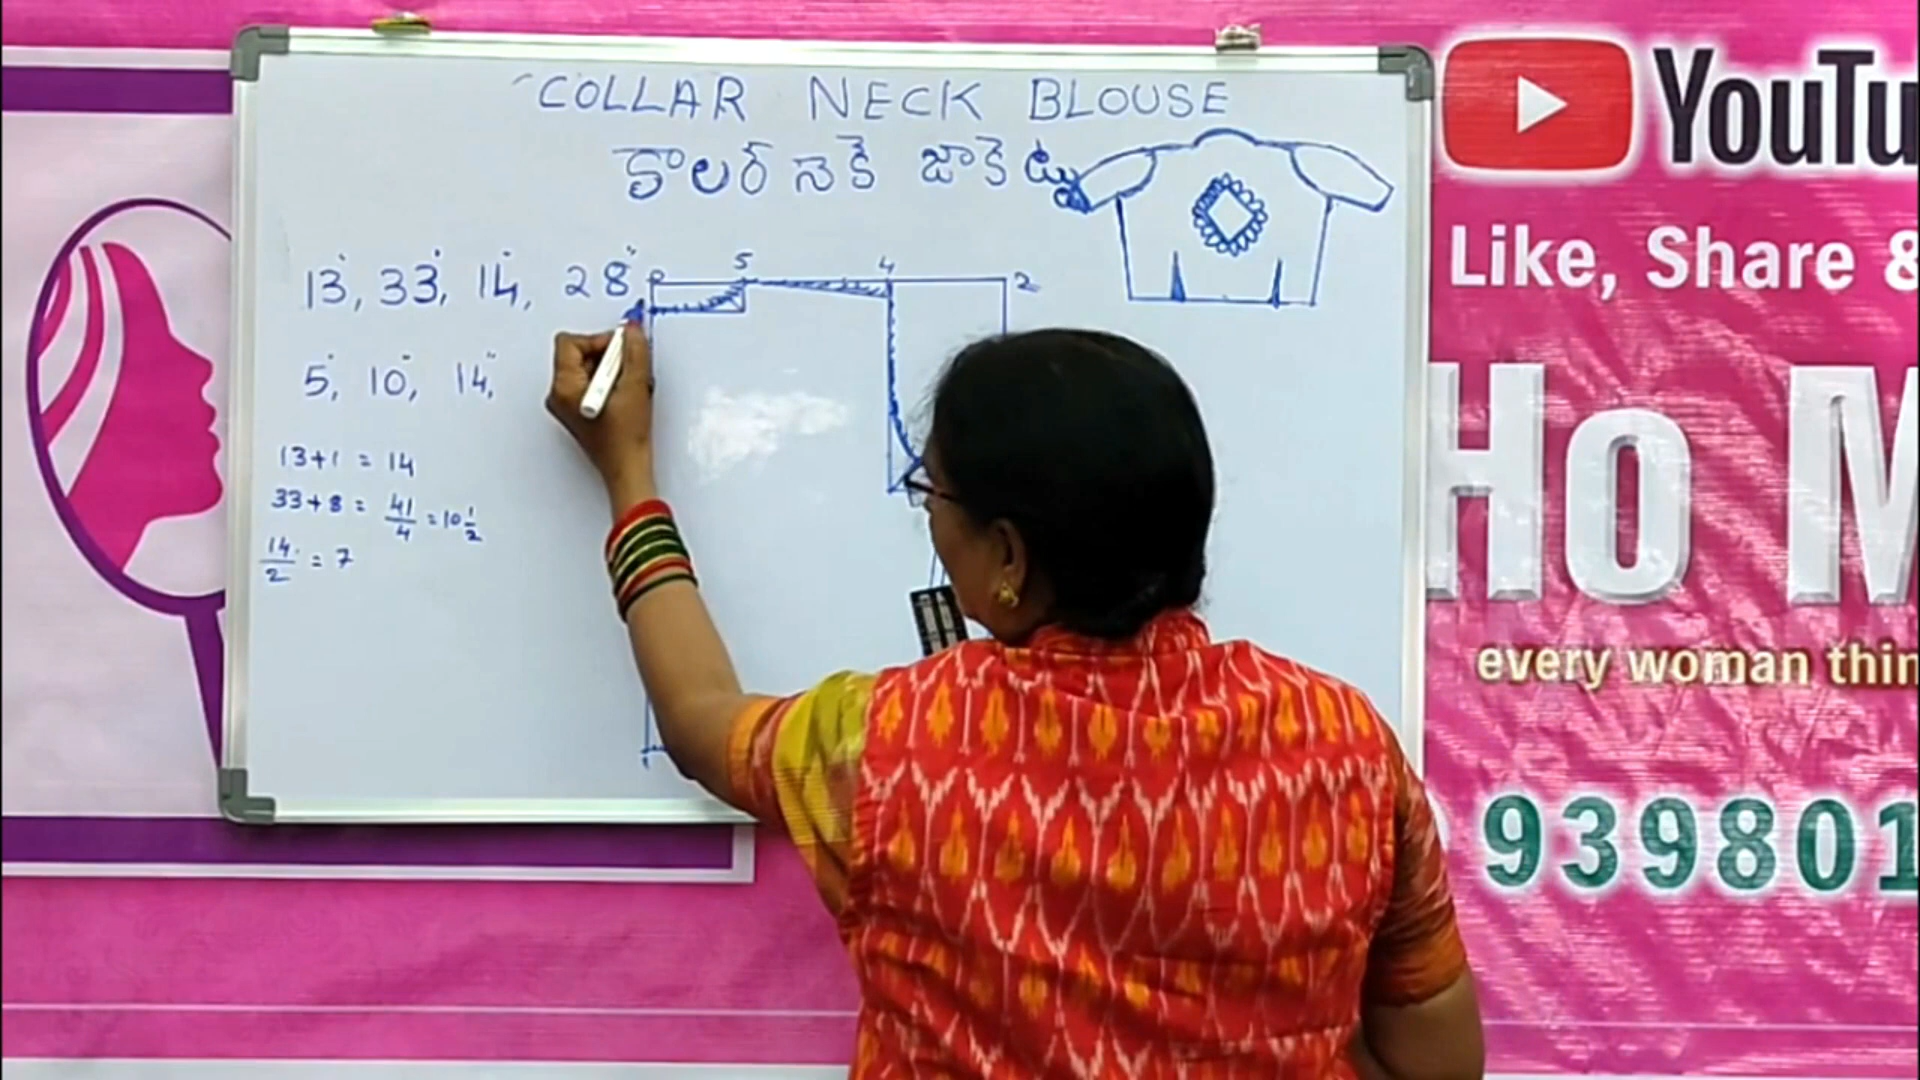 COLLAR NECK BLOUSE
కాలర్ నెక్ జాకెట్టు
13", 33", 14", 28"
5 4 2
5", 10", 14",
13+1 = 14
33+8 = 41/4 = 10 1/2
14/2 = 7
YouTu
Like, Share &
Ho M
every woman thin
939801